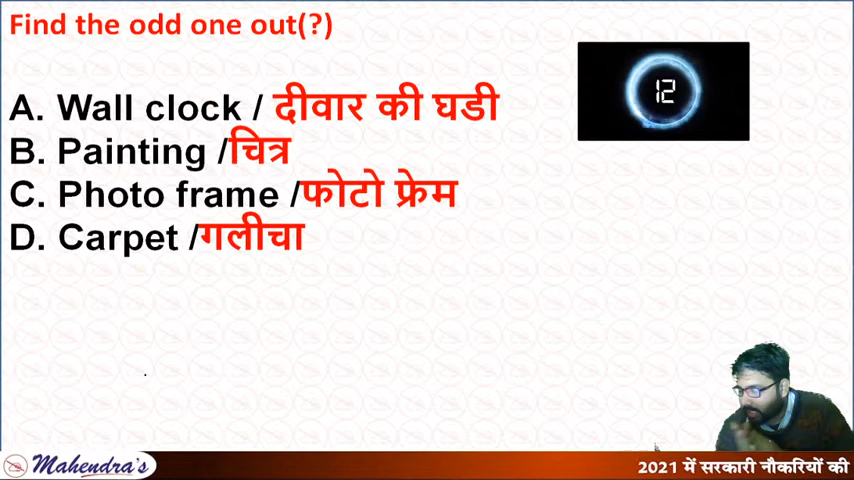 Find the odd one out(?)
12
A. Wall clock / दीवार की घडी
B. Painting /चित्र
C. Photo frame /फोटो फ्रेम
D. Carpet /गलीचा
Mahendra's
2021 में सरकारी नौकरियों की